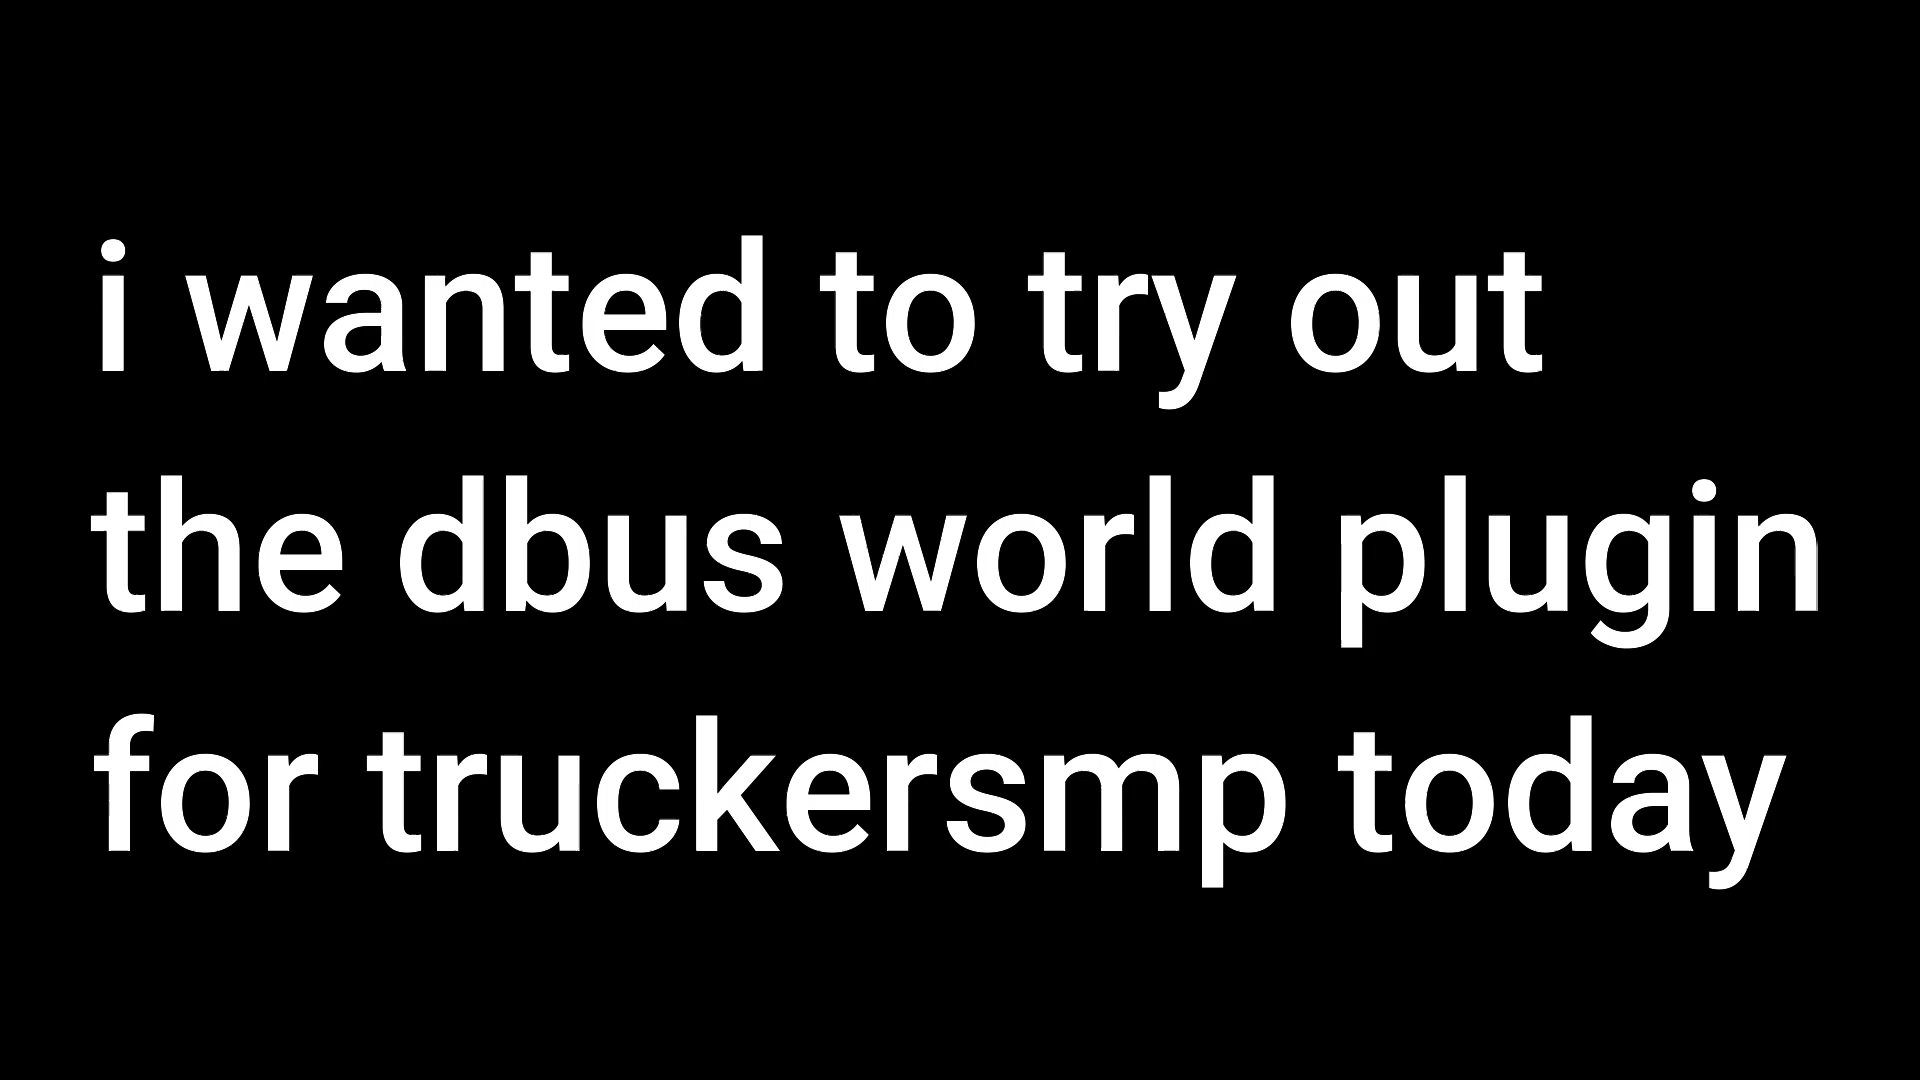 i wanted to try out
the dbus world plugin
for truckersmp today